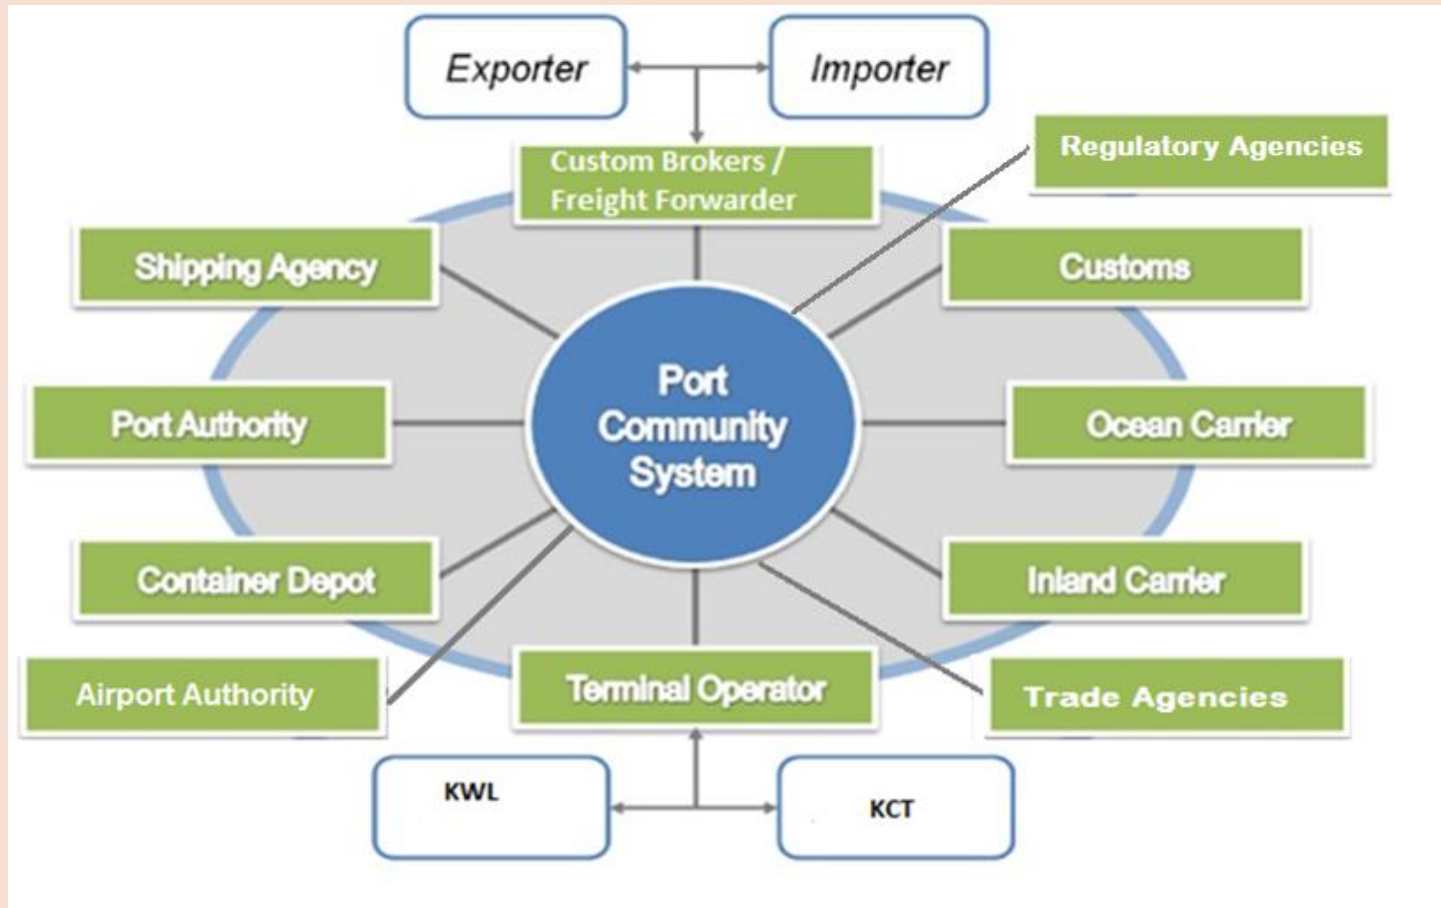 Exporter
Importer
Custom Brokers /
Freight Forwarder
Regulatory Agencies
Shipping Agency
Customs
Port
Community
System
Port Authority
Ocean Carrier
Container Depot
Inland Carrier
Airport Authority
Terminal Operator
Trade Agencies
KWL
KCT